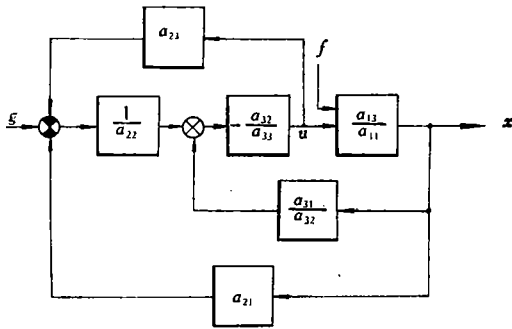 a₂₃
f
g
1/a₂₂
- a₃₂/a₃₃
u
a₁₃/a₁₁
x
a₃₁/a₃₂
a₂₁